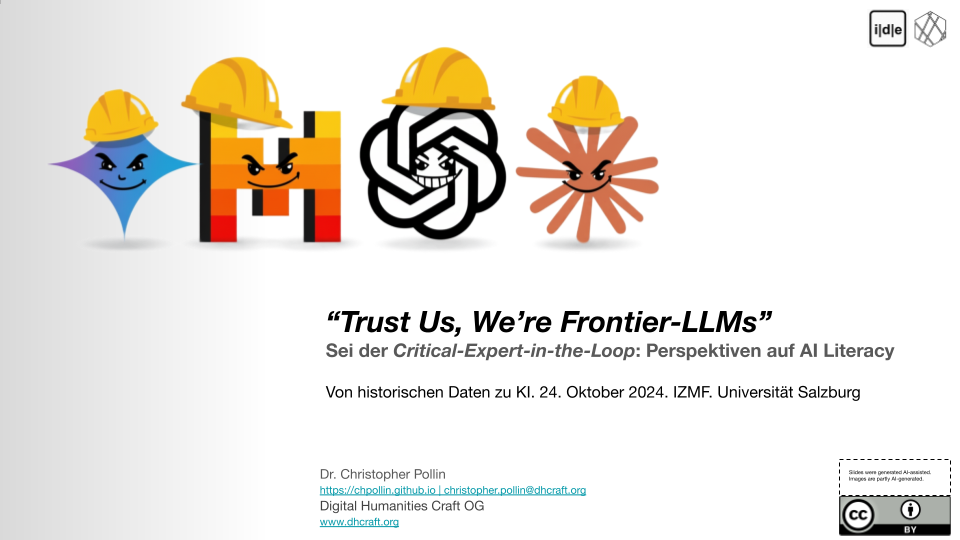 i|d|e
“Trust Us, We’re Frontier-LLMs”
Sei der Critical-Expert-in-the-Loop: Perspektiven auf AI Literacy
Von historischen Daten zu KI. 24. Oktober 2024. IZMF. Universität Salzburg
Dr. Christopher Pollin
https://chpollin.github.io | christopher.pollin@dhcraft.org
Digital Humanities Craft OG
www.dhcraft.org
Slides were generated AI-assisted.
Images are partly AI-generated.
CC
BY